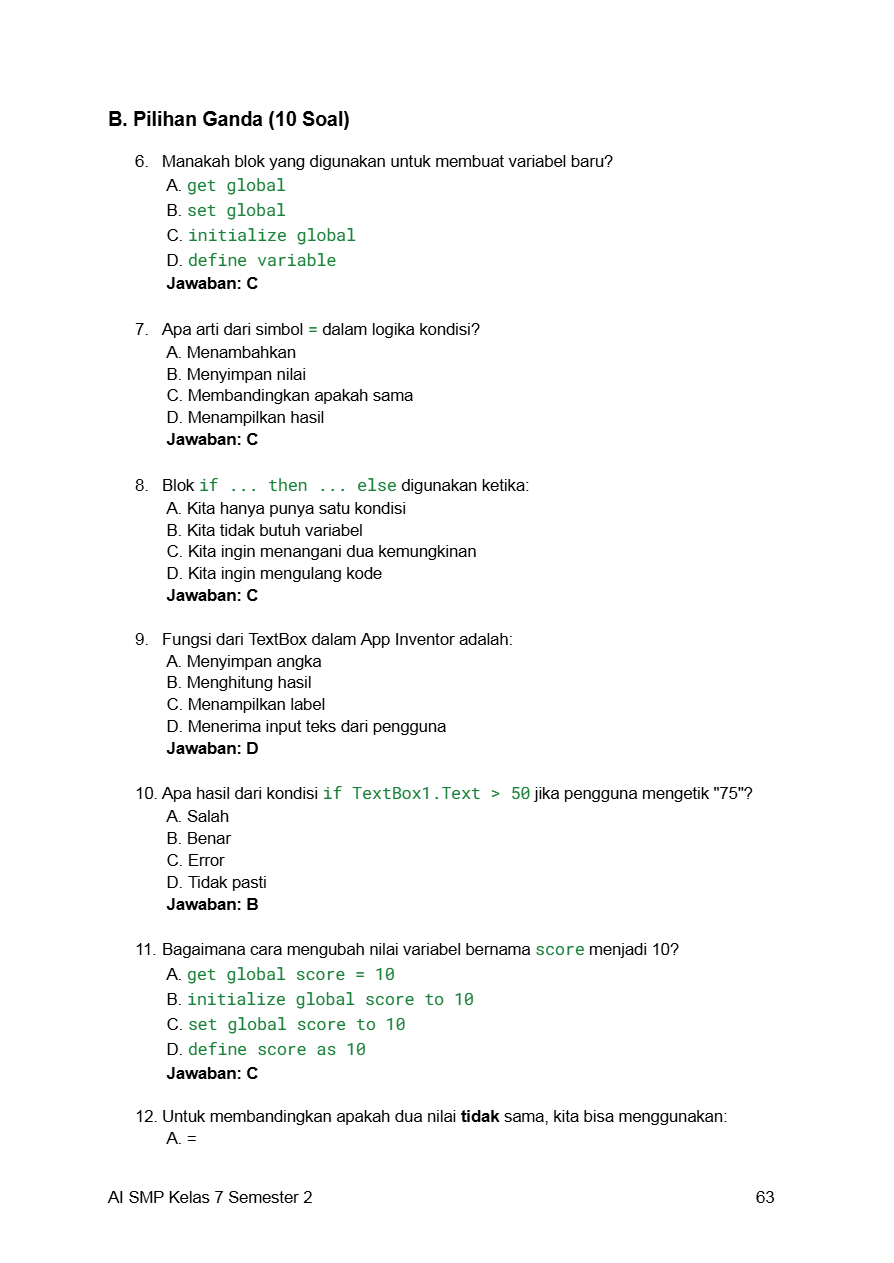 B. Pilihan Ganda (10 Soal)
6. Manakah blok yang digunakan untuk membuat variabel baru?
A. get global
B. set global
C. initialize global
D. define variable
Jawaban: C
7. Apa arti dari simbol = dalam logika kondisi?
A. Menambahkan
B. Menyimpan nilai
C. Membandingkan apakah sama
D. Menampilkan hasil
Jawaban: C
8. Blok if ... then ... else digunakan ketika:
A. Kita hanya punya satu kondisi
B. Kita tidak butuh variabel
C. Kita ingin menangani dua kemungkinan
D. Kita ingin mengulang kode
Jawaban: C
9. Fungsi dari TextBox dalam App Inventor adalah:
A. Menyimpan angka
B. Menghitung hasil
C. Menampilkan label
D. Menerima input teks dari pengguna
Jawaban: D
10. Apa hasil dari kondisi if TextBox1.Text > 50 jika pengguna mengetik "75"?
A. Salah
B. Benar
C. Error
D. Tidak pasti
Jawaban: B
11. Bagaimana cara mengubah nilai variabel bernama score menjadi 10?
A. get global score = 10
B. initialize global score to 10
C. set global score to 10
D. define score as 10
Jawaban: C
12. Untuk membandingkan apakah dua nilai tidak sama, kita bisa menggunakan:
A. =
AI SMP Kelas 7 Semester 2 63